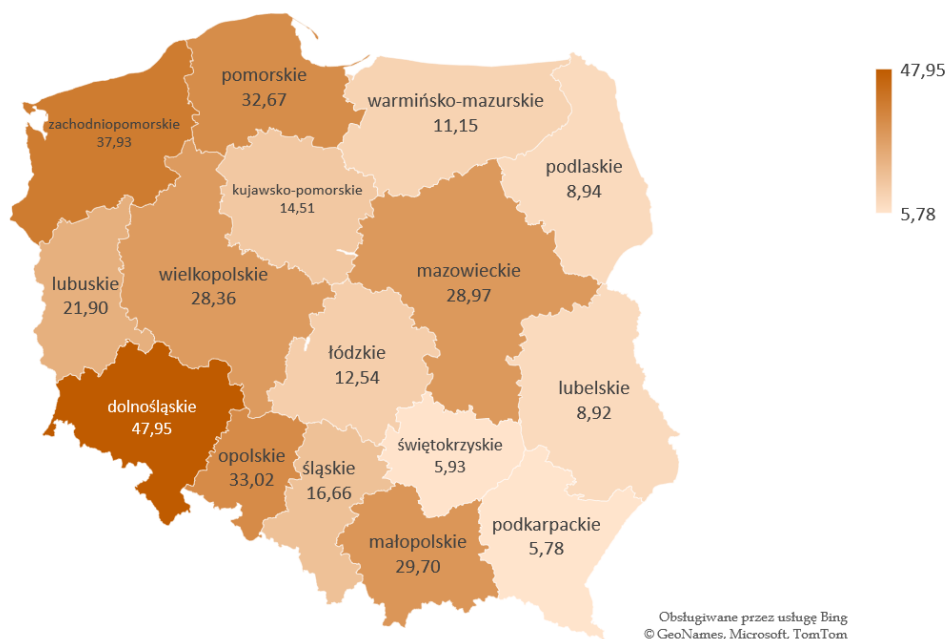 pomorskie
32,67
warmińsko-mazurskie
11,15
zachodniopomorskie
37,93
podlaskie
8,94
kujawsko-pomorskie
14,51
47,95
5,78
lubuskie
21,90
wielkopolskie
28,36
mazowieckie
28,97
łódzkie
12,54
lubelskie
8,92
dolnośląskie
47,95
opolskie
33,02
śląskie
16,66
świętokrzyskie
5,93
małopolskie
29,70
podkarpackie
5,78
Obsługiwane przez usługę Bing
© GeoNames, Microsoft, TomTom